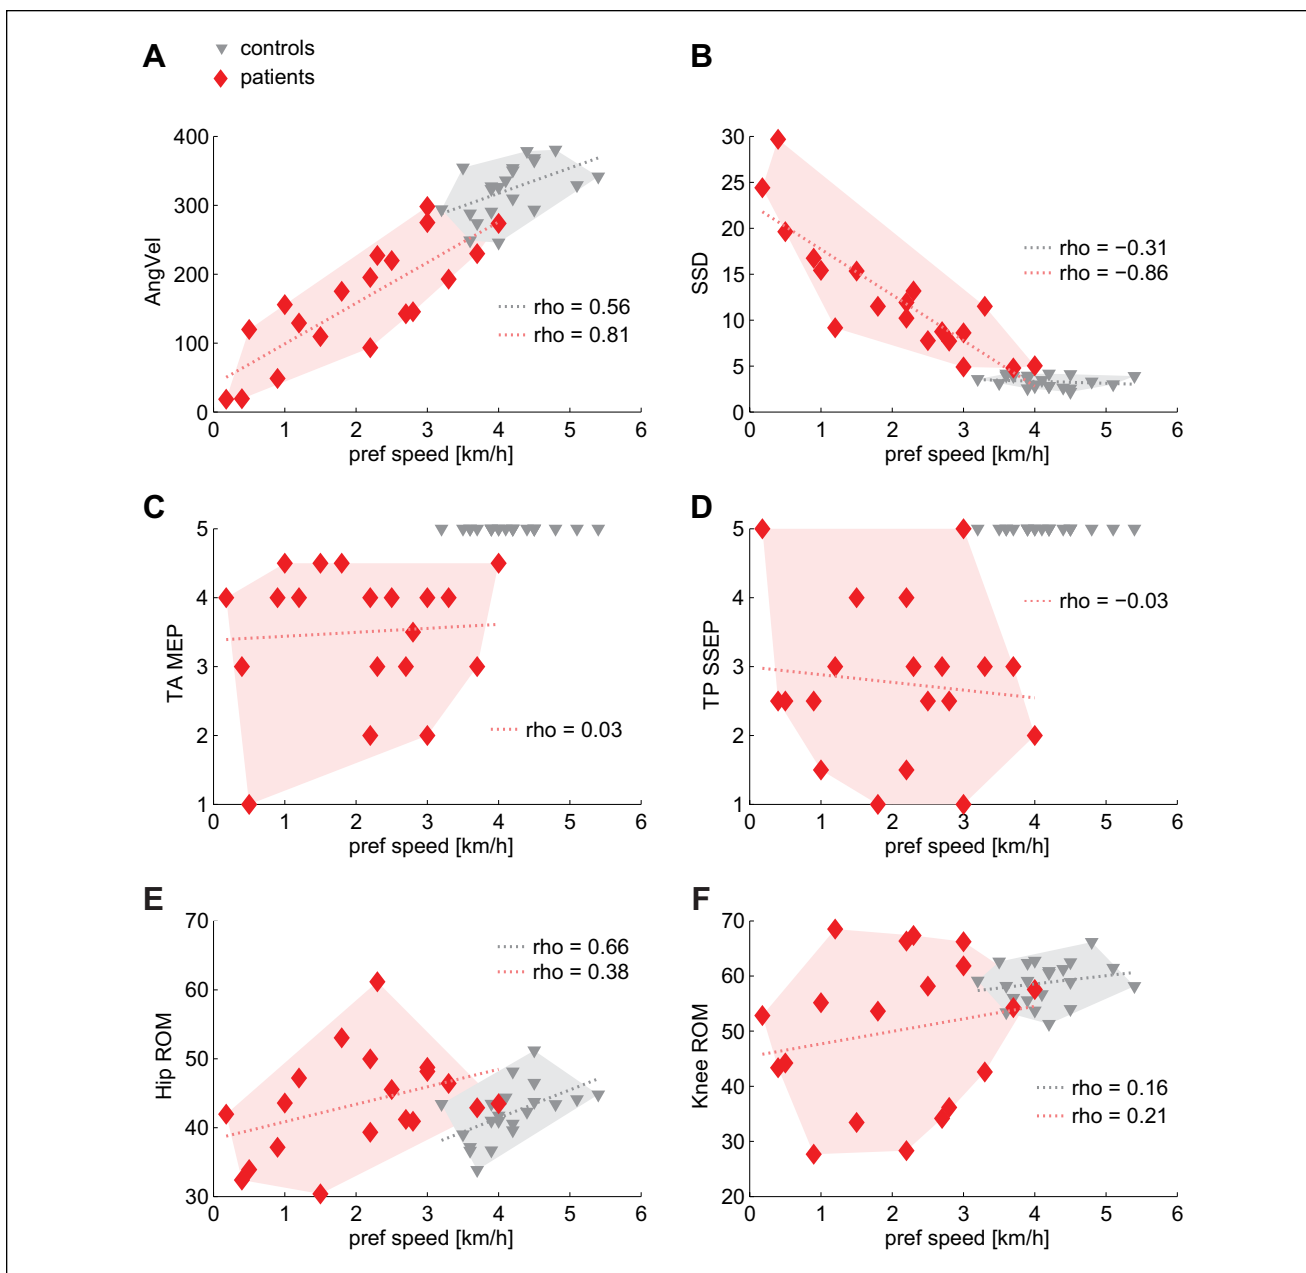 A
controls
patients
400
300
200
100
0
AngVel
rho = 0.56
rho = 0.81
0 1 2 3 4 5 6
pref speed [km/h]
B
30
25
20
15
10
5
0
SSD
rho = −0.31
rho = −0.86
0 1 2 3 4 5 6
pref speed [km/h]
C
5
4
3
2
1
TA MEP
rho = 0.03
0 1 2 3 4 5 6
pref speed [km/h]
D
5
4
3
2
1
TP SSEP
rho = −0.03
0 1 2 3 4 5 6
pref speed [km/h]
E
70
60
50
40
30
Hip ROM
rho = 0.66
rho = 0.38
0 1 2 3 4 5 6
pref speed [km/h]
F
70
60
50
40
30
20
Knee ROM
rho = 0.16
rho = 0.21
0 1 2 3 4 5 6
pref speed [km/h]